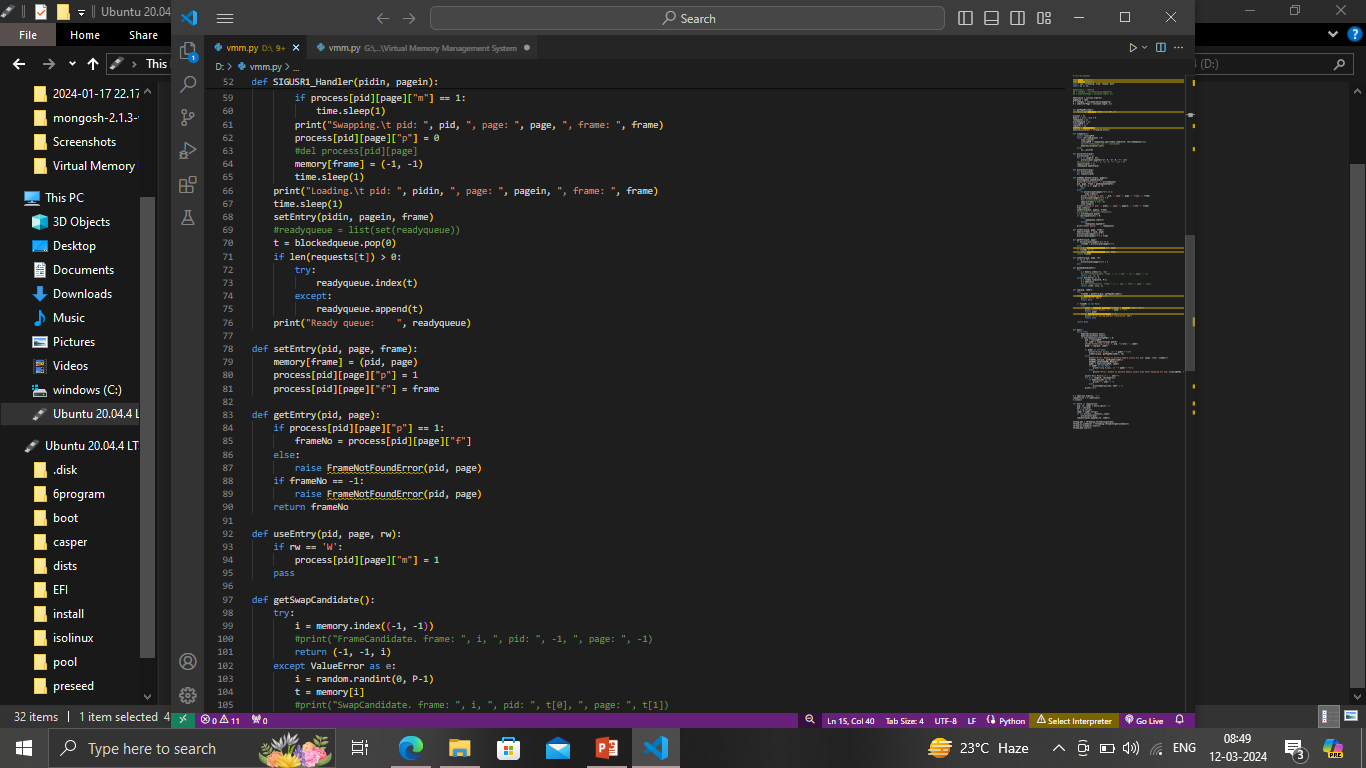 Ubuntu 20.04
File Home Share
This
2024-01-17 22.17
mongosh-2.1.3-
Screenshots
Virtual Memory
This PC
3D Objects
Desktop
Documents
Downloads
Music
Pictures
Videos
windows (C:)
Ubuntu 20.04.4 L
Ubuntu 20.04.4 LT
.disk
6program
boot
casper
dists
EFI
install
isolinux
pool
preseed
32 items 1 item selected 4
Search
vmm.py D:\ 9+ vmm.py G:\...\Virtual Memory Management System
D: > vmm.py > ...
52 def SIGUSR1_Handler(pidin, pagein):
59 if process[pid][page]["m"] == 1:
60 time.sleep(1)
61 print("Swapping.\t pid: ", pid, ", page: ", page, ", frame: ", frame)
62 process[pid][page]["p"] = 0
63 #del process[pid][page]
64 memory[frame] = (-1, -1)
65 time.sleep(1)
66 print("Loading.\t pid: ", pidin, ", page: ", pagein, ", frame: ", frame)
67 time.sleep(1)
68 setEntry(pidin, pagein, frame)
69 #readyqueue = list(set(readyqueue))
70 t = blockedqueue.pop(0)
71 if len(requests[t]) > 0:
72 try:
73 readyqueue.index(t)
74 except:
75 readyqueue.append(t)
76 print("Ready queue:    ", readyqueue)
77
78 def setEntry(pid, page, frame):
79 memory[frame] = (pid, page)
80 process[pid][page]["p"] = 1
81 process[pid][page]["f"] = frame
82
83 def getEntry(pid, page):
84 if process[pid][page]["p"] == 1:
85 frameNo = process[pid][page]["f"]
86 else:
87 raise FrameNotFoundError(pid, page)
88 if frameNo == -1:
89 raise FrameNotFoundError(pid, page)
90 return frameNo
91
92 def useEntry(pid, page, rw):
93 if rw == 'W':
94 process[pid][page]["m"] = 1
95 pass
96
97 def getSwapCandidate():
98 try:
99 i = memory.index((-1, -1))
100 #print("FrameCandidate. frame: ", i, ", pid: ", -1, ", page: ", -1)
101 return (-1, -1, i)
102 except ValueError as e:
103 i = random.randint(0, P-1)
104 t = memory[i]
105 #print("SwapCandidate. frame: ", i, ", pid: ", t[0], ", page: ", t[1])
1
0 11 0
Ln 15, Col 40 Tab Size: 4 UTF-8 LF Python Select Interpreter Go Live
(D:)
Type here to search
23°C Haze
ENG
08:49
12-03-2024
3
PRE